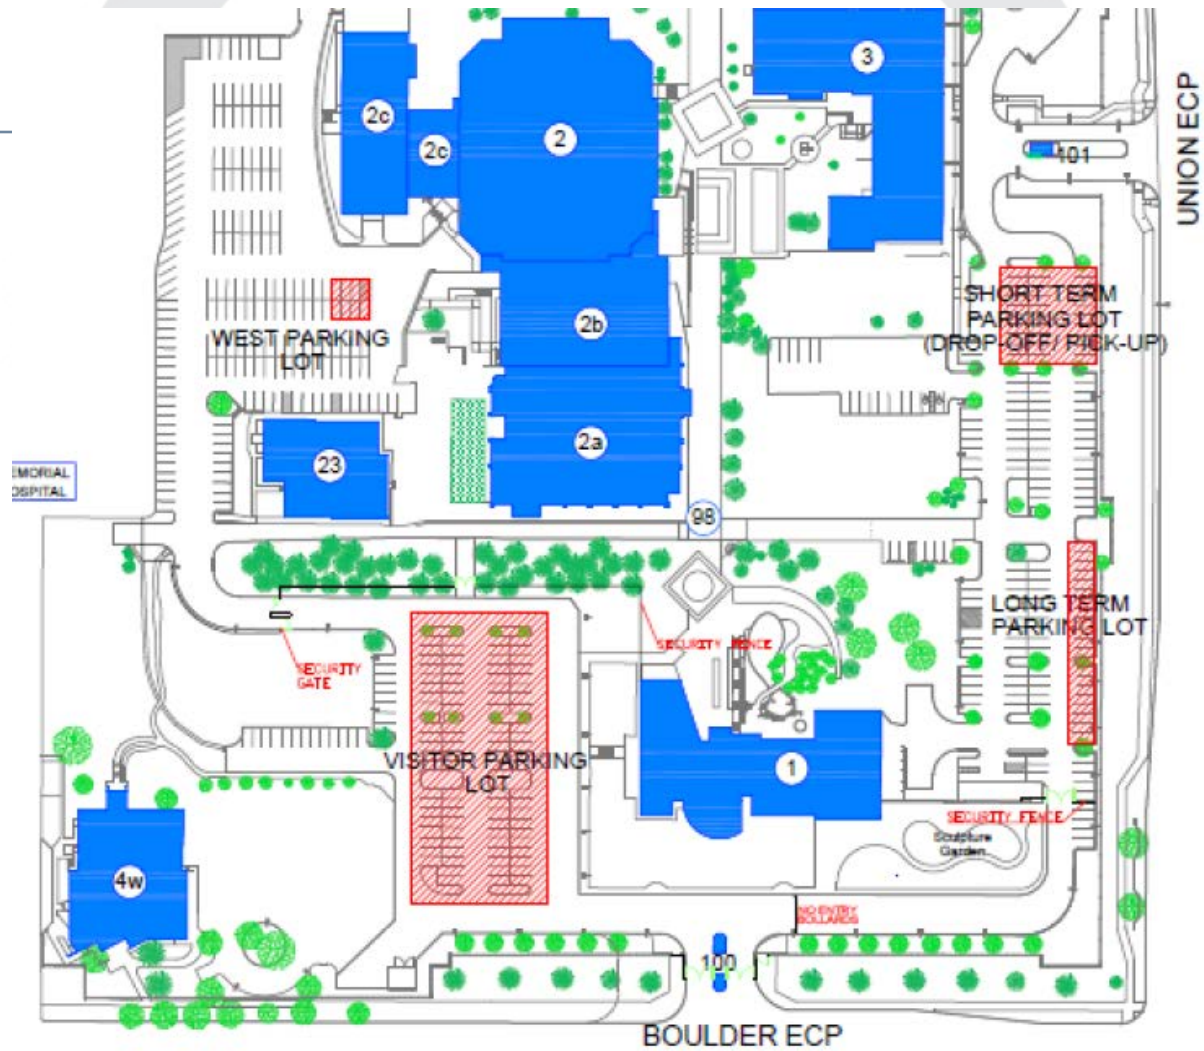 3
2c
2
2c
101
UNION ECP
SHORT TERM
PARKING LOT
(DROP-OFF/ PICK-UP)
2b
WEST PARKING
LOT
2a
23
EMORIAL
OSPITAL
98
LONG TERM
PARKING LOT
SECURITY FENCE
SECURITY
GATE
VISITOR PARKING
LOT
1
SECURITY FENCE
Sculpture
Garden
4w
NO ENTRY
BOLLARDS
100
BOULDER ECP